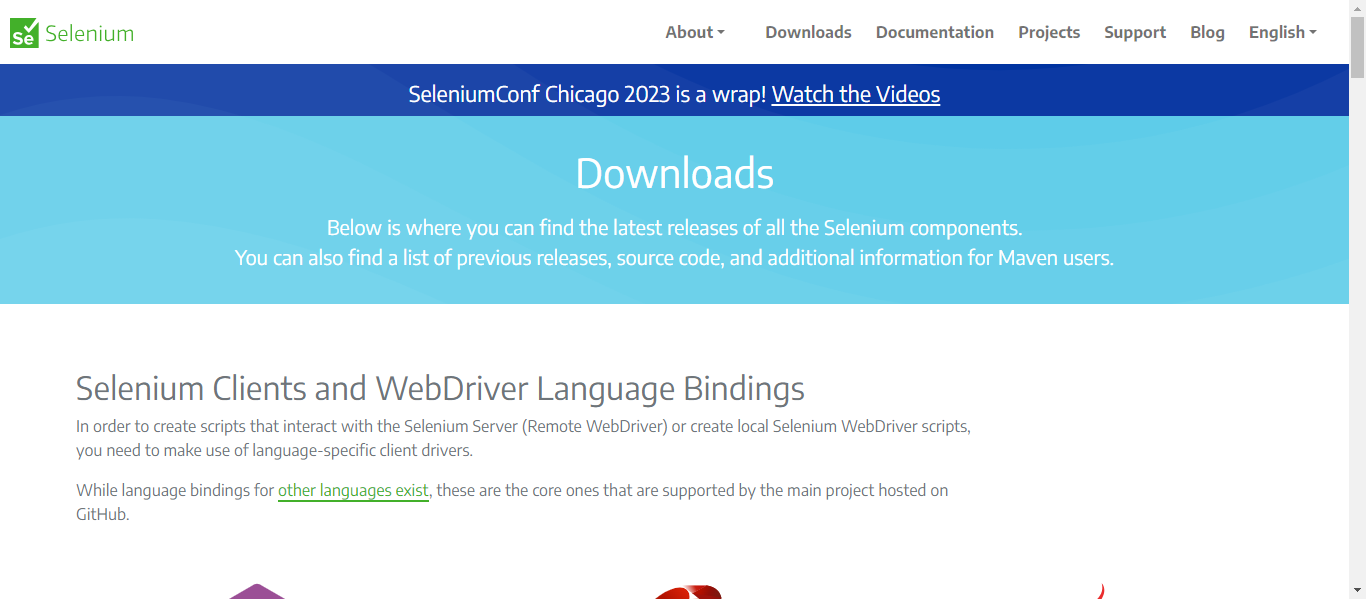 Se Selenium
About Downloads Documentation Projects Support Blog English
SeleniumConf Chicago 2023 is a wrap! Watch the Videos
Downloads
Below is where you can find the latest releases of all the Selenium components.
You can also find a list of previous releases, source code, and additional information for Maven users.
Selenium Clients and WebDriver Language Bindings
In order to create scripts that interact with the Selenium Server (Remote WebDriver) or create local Selenium WebDriver scripts,
you need to make use of language-specific client drivers.
While language bindings for other languages exist, these are the core ones that are supported by the main project hosted on
GitHub.